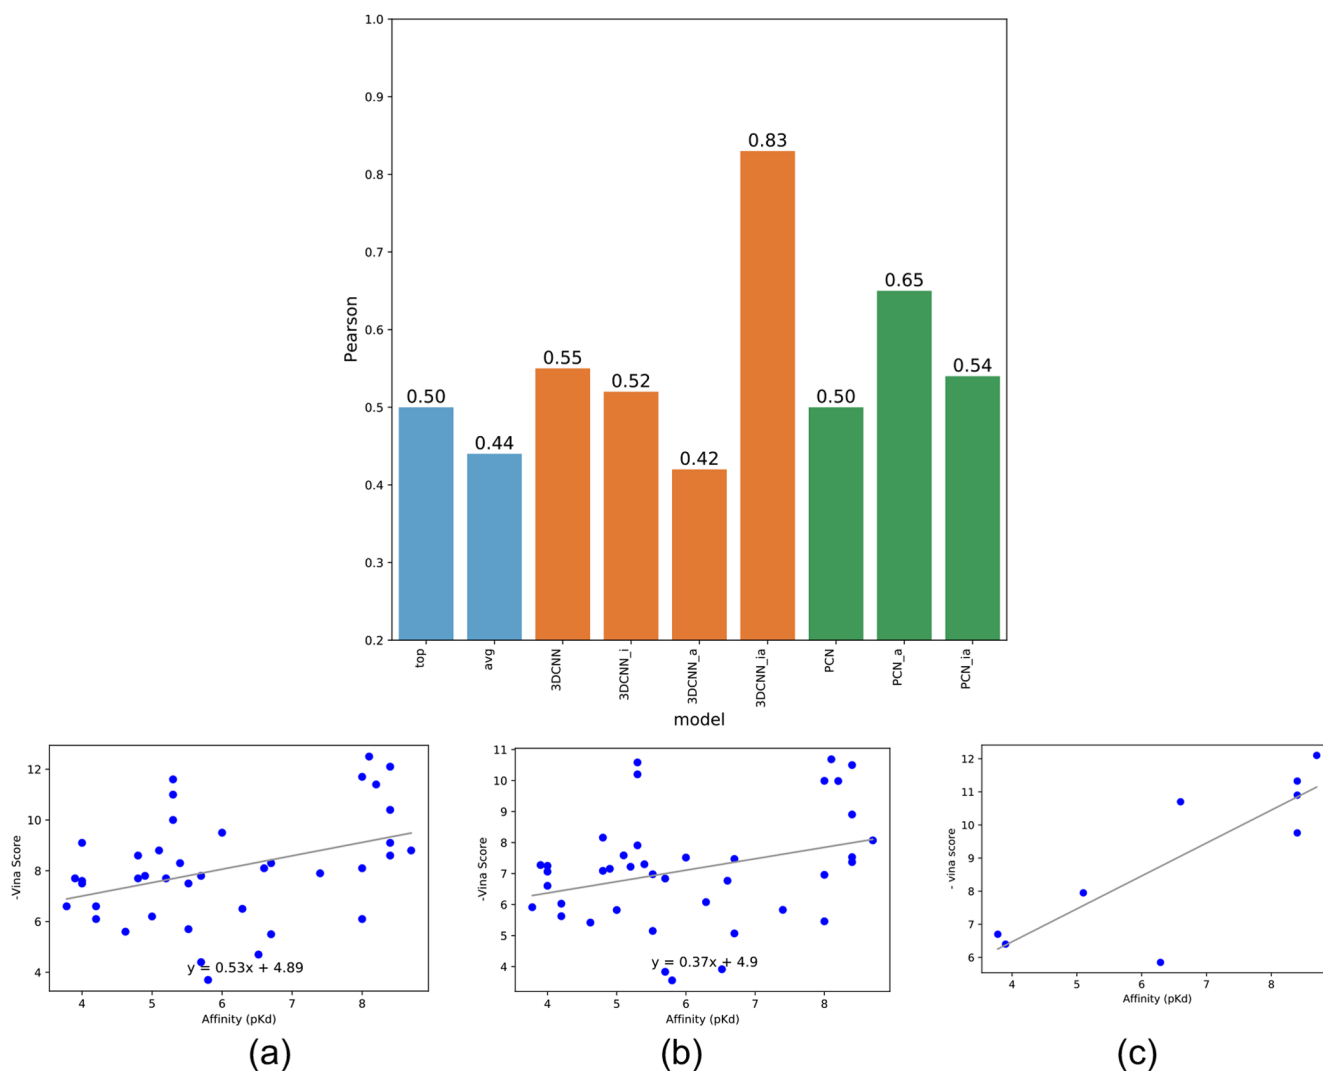 1.0
0.9
0.8
0.7
0.6
0.5
0.4
0.3
0.2
Pearson
0.50
0.44
0.55
0.52
0.42
0.83
0.50
0.65
0.54
top
avg
3DCNN
3DCNN_i
3DCNN_a
3DCNN_ia
PCN
PCN_a
PCN_ia
model
12
10
8
6
4
-Vina Score
y = 0.53x + 4.89
4 5 6 7 8
Affinity (pKd)
(a)
11
10
9
8
7
6
5
4
-Vina Score
y = 0.37x + 4.9
4 5 6 7 8
Affinity (pKd)
(b)
12
11
10
9
8
7
6
- vina score
4 5 6 7 8
Affinity (pKd)
(c)